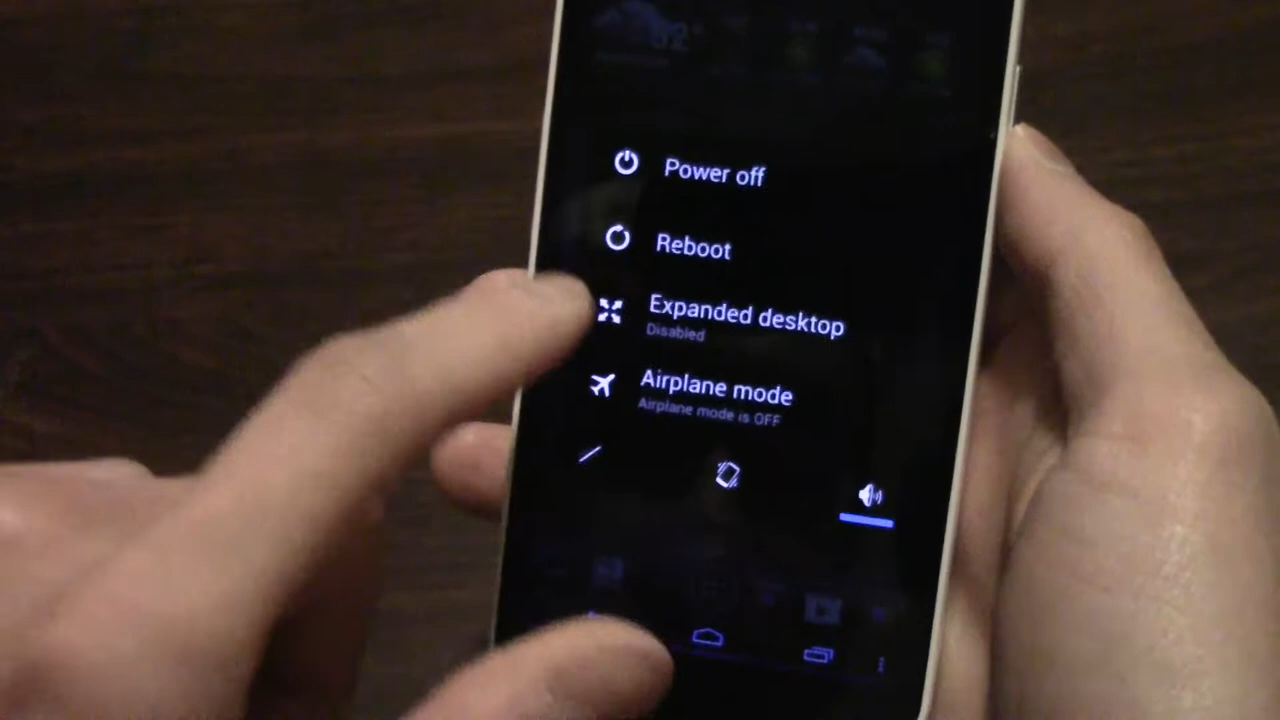 Power off
Reboot
Expanded desktop
Disabled
Airplane mode
Airplane mode is OFF